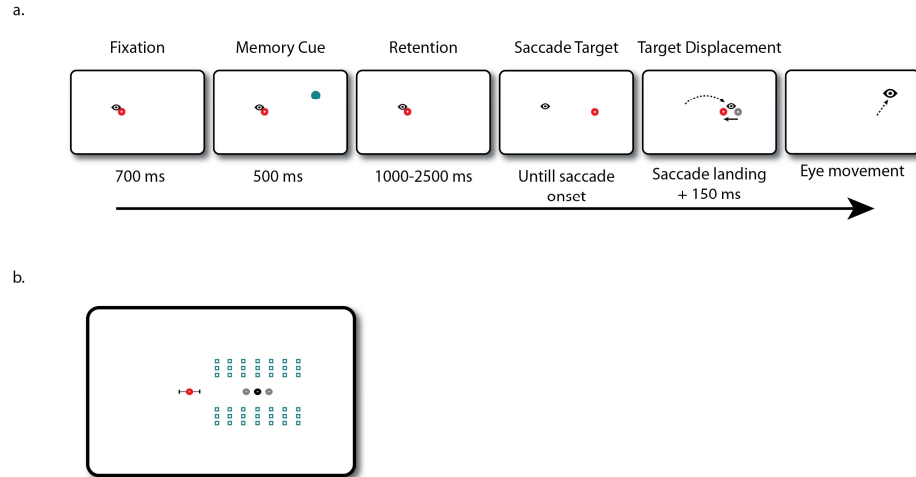 a.
Fixation
Memory Cue
Retention
Saccade Target
Target Displacement
700 ms
500 ms
1000-2500 ms
Untill saccade
onset
Saccade landing
+ 150 ms
Eye movement
b.